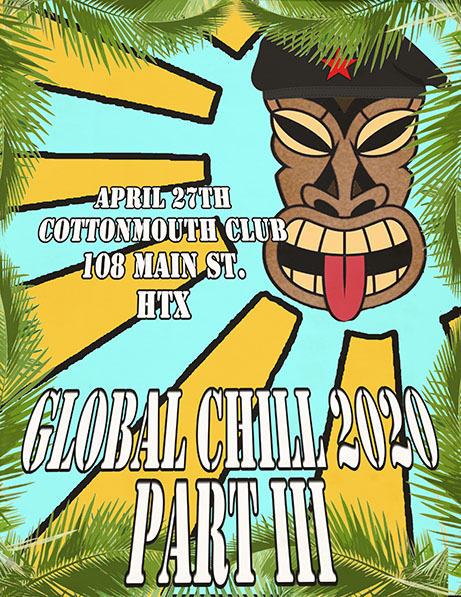 APRIL 27TH
COTTONMOUTH CLUB
108 MAIN ST.
HTX
GLOBAL CHILL 2020
PART III